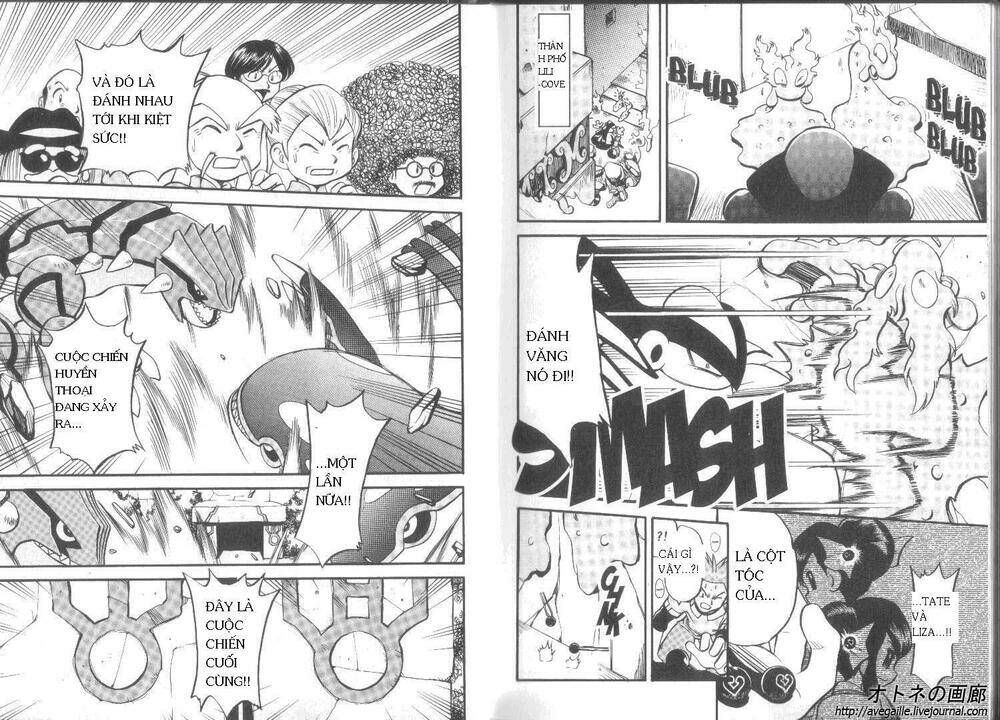 THÀN
H PHỐ
LILI
-COVE
BLUB
BLUB
BLUB
ĐÁNH
VĂNG
NÓ ĐI!!
CLINK
?!
CÁI GÌ
VẬY...?!
LÀ CỘT
TÓC
CỦA...
...TATE
VÀ
LIZA...!!
VÀ ĐÓ LÀ
ĐÁNH NHAU
TỚI KHI KIỆT
SỨC!!
CUỘC CHIẾN
HUYỀN
THOẠI
ĐANG XẢY
RA...
...MỘT
LẦN
NỮA!!
ĐÂY LÀ
CUỘC
CHIẾN
CUỐI
CÙNG!!
オトネの画廊
http://avegaille.livejournal.com/